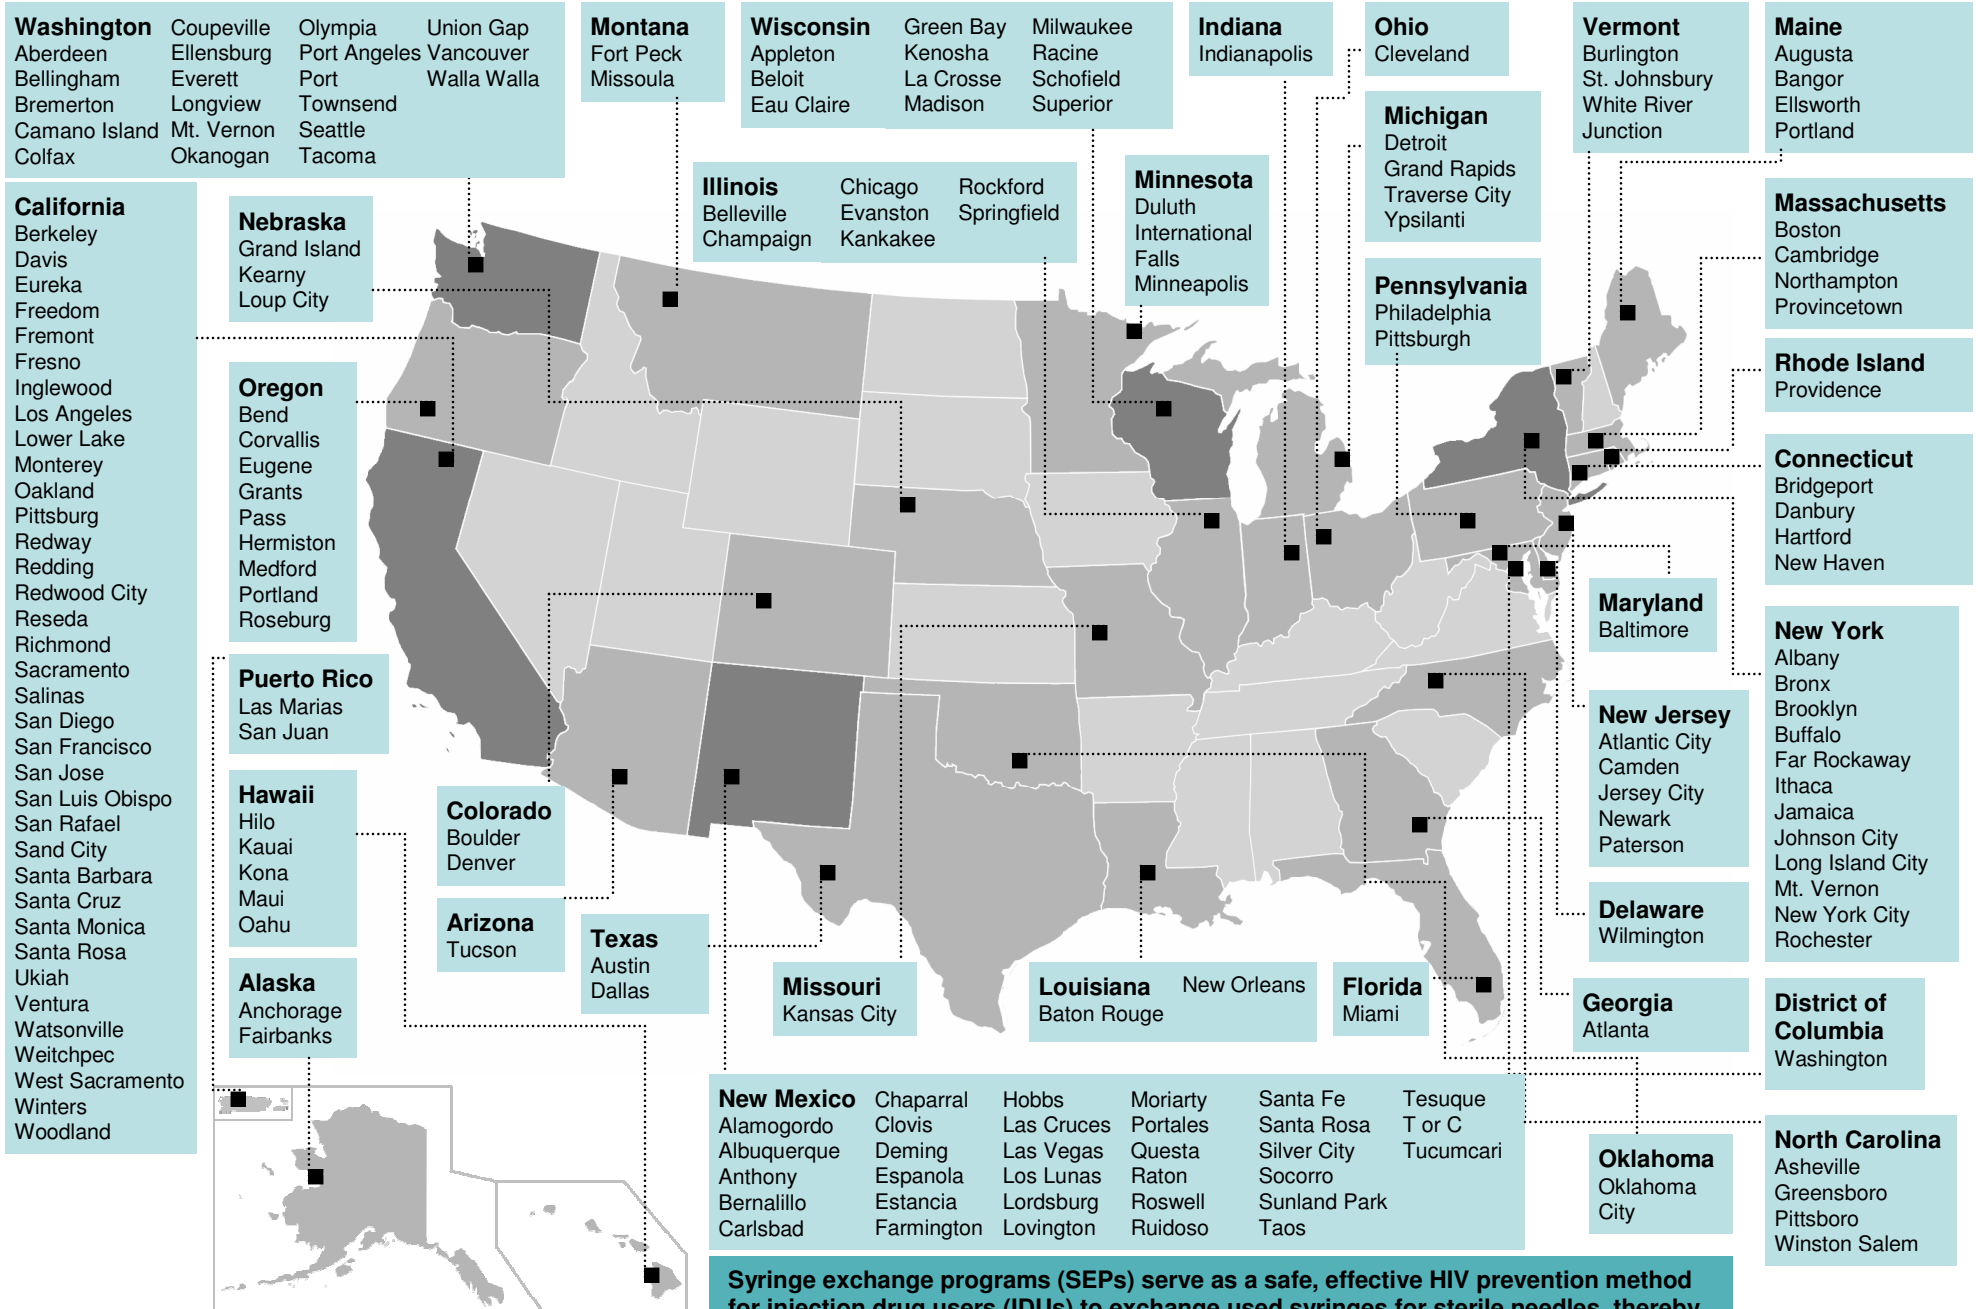 Washington
Aberdeen
Bellingham
Bremerton
Camano Island
Colfax
Coupeville
Ellensburg
Everett
Longview
Mt. Vernon
Okanogan
Olympia
Port Angeles
Port
Townsend
Seattle
Tacoma
Union Gap
Vancouver
Walla Walla
Montana
Fort Peck
Missoula
Wisconsin
Appleton
Beloit
Eau Claire
Green Bay
Kenosha
La Crosse
Madison
Milwaukee
Racine
Schofield
Superior
Indiana
Indianapolis
Ohio
Cleveland
Vermont
Burlington
St. Johnsbury
White River
Junction
Maine
Augusta
Bangor
Ellsworth
Portland
Michigan
Detroit
Grand Rapids
Traverse City
Ypsilanti
Illinois
Belleville
Champaign
Chicago
Evanston
Kankakee
Rockford
Springfield
Minnesota
Duluth
International
Falls
Minneapolis
Massachusetts
Boston
Cambridge
Northampton
Provincetown
California
Berkeley
Davis
Eureka
Freedom
Fremont
Fresno
Inglewood
Los Angeles
Lower Lake
Monterey
Oakland
Pittsburg
Redway
Redding
Redwood City
Reseda
Richmond
Sacramento
Salinas
San Diego
San Francisco
San Jose
San Luis Obispo
San Rafael
Sand City
Santa Barbara
Santa Cruz
Santa Monica
Santa Rosa
Ukiah
Ventura
Watsonville
Weitchpec
West Sacramento
Winters
Woodland
Nebraska
Grand Island
Kearny
Loup City
Pennsylvania
Philadelphia
Pittsburgh
Rhode Island
Providence
Oregon
Bend
Corvallis
Eugene
Grants
Pass
Hermiston
Medford
Portland
Roseburg
Connecticut
Bridgeport
Danbury
Hartford
New Haven
Maryland
Baltimore
New York
Albany
Bronx
Brooklyn
Buffalo
Far Rockaway
Ithaca
Jamaica
Johnson City
Long Island City
Mt. Vernon
New York City
Rochester
Puerto Rico
Las Marias
San Juan
New Jersey
Atlantic City
Camden
Jersey City
Newark
Paterson
Hawaii
Hilo
Kauai
Kona
Maui
Oahu
Colorado
Boulder
Denver
Delaware
Wilmington
Arizona
Tucson
Texas
Austin
Dallas
Alaska
Anchorage
Fairbanks
Missouri
Kansas City
Louisiana
Baton Rouge
New Orleans
Florida
Miami
Georgia
Atlanta
District of
Columbia
Washington
New Mexico
Alamogordo
Albuquerque
Anthony
Bernalillo
Carlsbad
Chaparral
Clovis
Deming
Espanola
Estancia
Farmington
Hobbs
Las Cruces
Las Vegas
Los Lunas
Lordsburg
Lovington
Moriarty
Portales
Questa
Raton
Roswell
Ruidoso
Santa Fe
Santa Rosa
Silver City
Socorro
Sunland Park
Taos
Tesuque
T or C
Tucumcari
Oklahoma
Oklahoma
City
North Carolina
Asheville
Greensboro
Pittsboro
Winston Salem
Syringe exchange programs (SEPs) serve as a safe, effective HIV prevention method
for injection drug users (IDUs) to exchange used syringes for sterile needles, thereby